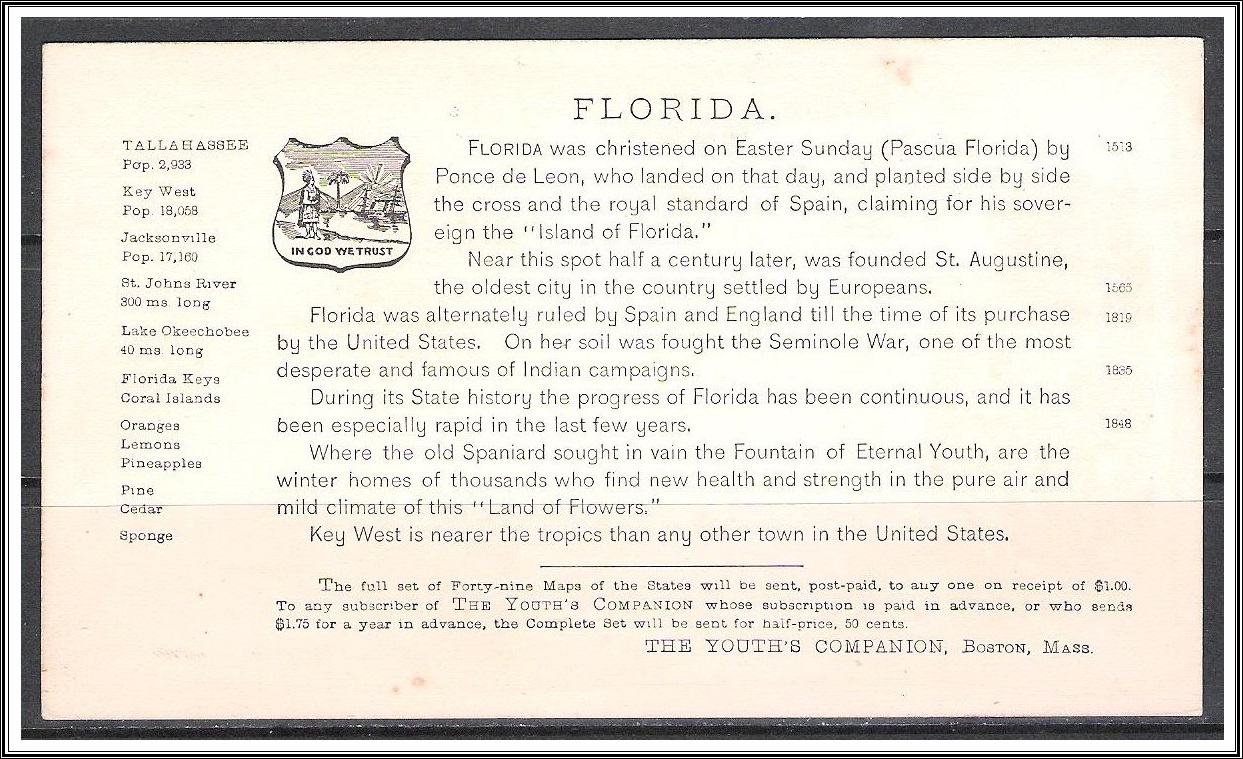 FLORIDA.
TALLAHASSEE
Pop. 2,933
Key West
Pop. 18,058
Jacksonville
Pop. 17,160
St. Johns River
300 ms. long
Lake Okeechobee
40 ms. long
Florida Keys
Coral Islands
Oranges
Lemons
Pineapples
Pine
Cedar
Sponge
IN GOD WE TRUST
FLORIDA was christened on Easter Sunday (Pascua Florida) by 1513
Ponce de Leon, who landed on that day, and planted side by side
the cross and the royal standard of Spain, claiming for his sover-
eign the "Island of Florida."
Near this spot half a century later, was founded St. Augustine,
the oldest city in the country settled by Europeans. 1565
Florida was alternately ruled by Spain and England till the time of its purchase 1819
by the United States. On her soil was fought the Seminole War, one of the most
desperate and famous of Indian campaigns. 1835
During its State history the progress of Florida has been continuous, and it has
been especially rapid in the last few years. 1848
Where the old Spaniard sought in vain the Fountain of Eternal Youth, are the
winter homes of thousands who find new health and strength in the pure air and
mild climate of this "Land of Flowers."
Key West is nearer the tropics than any other town in the United States.
The full set of Forty-nine Maps of the States will be sent, post-paid, to any one on receipt of $1.00.
To any subscriber of THE YOUTH'S COMPANION whose subscription is paid in advance, or who sends
$1.75 for a year in advance, the Complete Set will be sent for half-price, 50 cents.
THE YOUTH'S COMPANION, BOSTON, MASS.